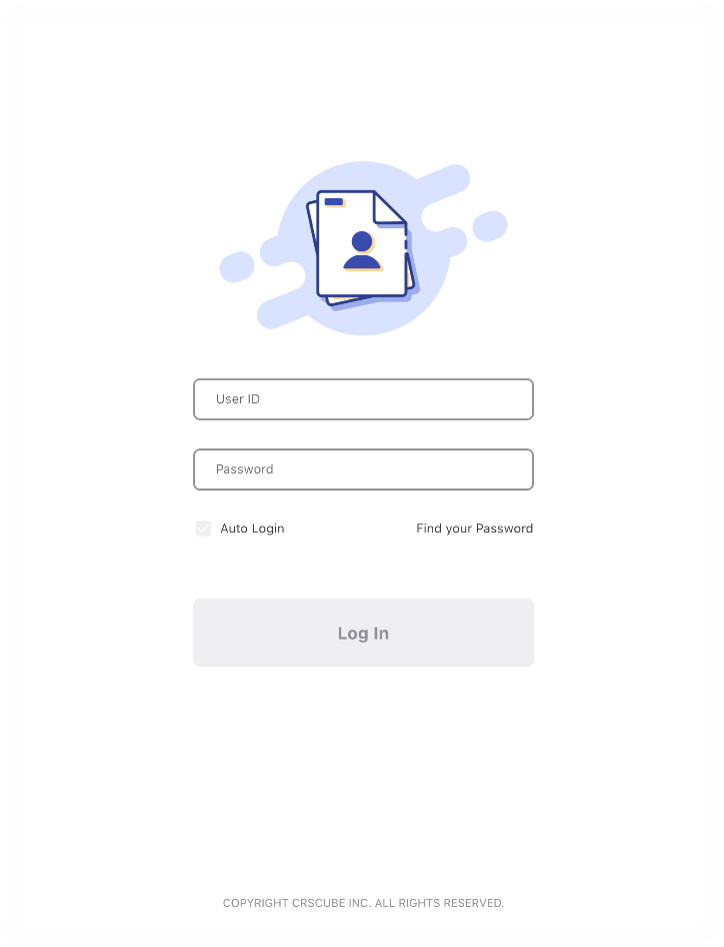 User ID
Password
Auto Login
Find your Password
Log In
COPYRIGHT CRSCUBE INC. ALL RIGHTS RESERVED.